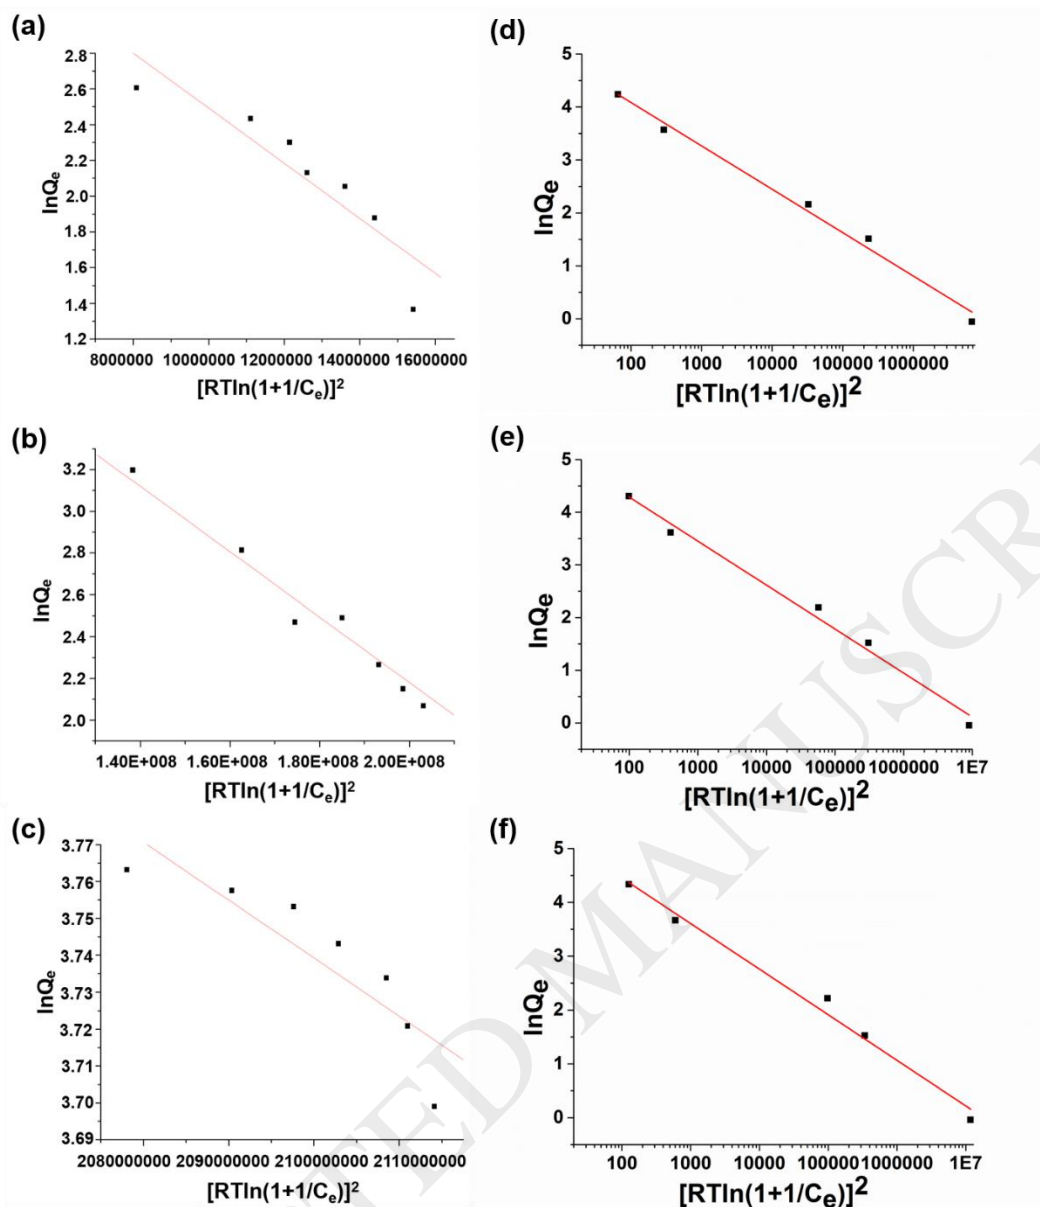 (a)
2.8
2.6
2.4
2.2
2.0
1.8
1.6
1.4
1.2
lnQe
8000000 10000000 12000000 14000000 16000000
[RTln(1+1/Ce)]2
(d)
5
4
3
2
1
0
lnQe
100 1000 10000 100000 1000000
[RTln(1+1/Ce)]2
(b)
3.2
3.0
2.8
2.6
2.4
2.2
2.0
lnQe
1.40E+008 1.60E+008 1.80E+008 2.00E+008
[RTln(1+1/Ce)]2
(e)
5
4
3
2
1
0
lnQe
100 1000 10000 100000 1000000 1E7
[RTln(1+1/Ce)]2
(c)
3.77
3.76
3.75
3.74
3.73
3.72
3.71
3.70
3.69
lnQe
2080000000 2090000000 2100000000 2110000000
[RTln(1+1/Ce)]2
(f)
5
4
3
2
1
0
lnQe
100 1000 10000 100000 1000000 1E7
[RTln(1+1/Ce)]2
TED MANUSCR